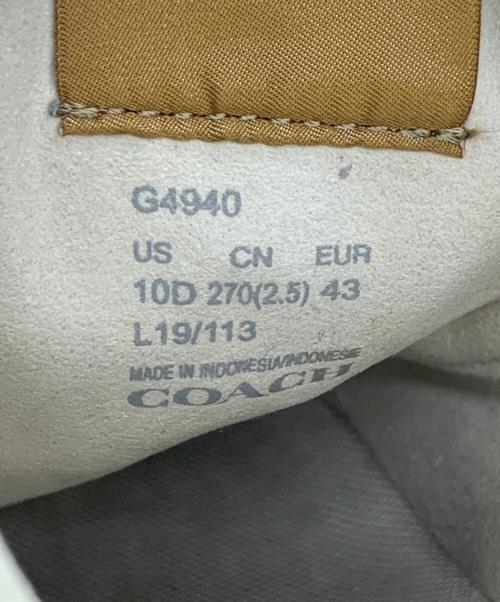 G4940
US CN EUR
10D 270(2.5) 43
L19/113
MADE IN INDONESIA/INDONESIE
COACH